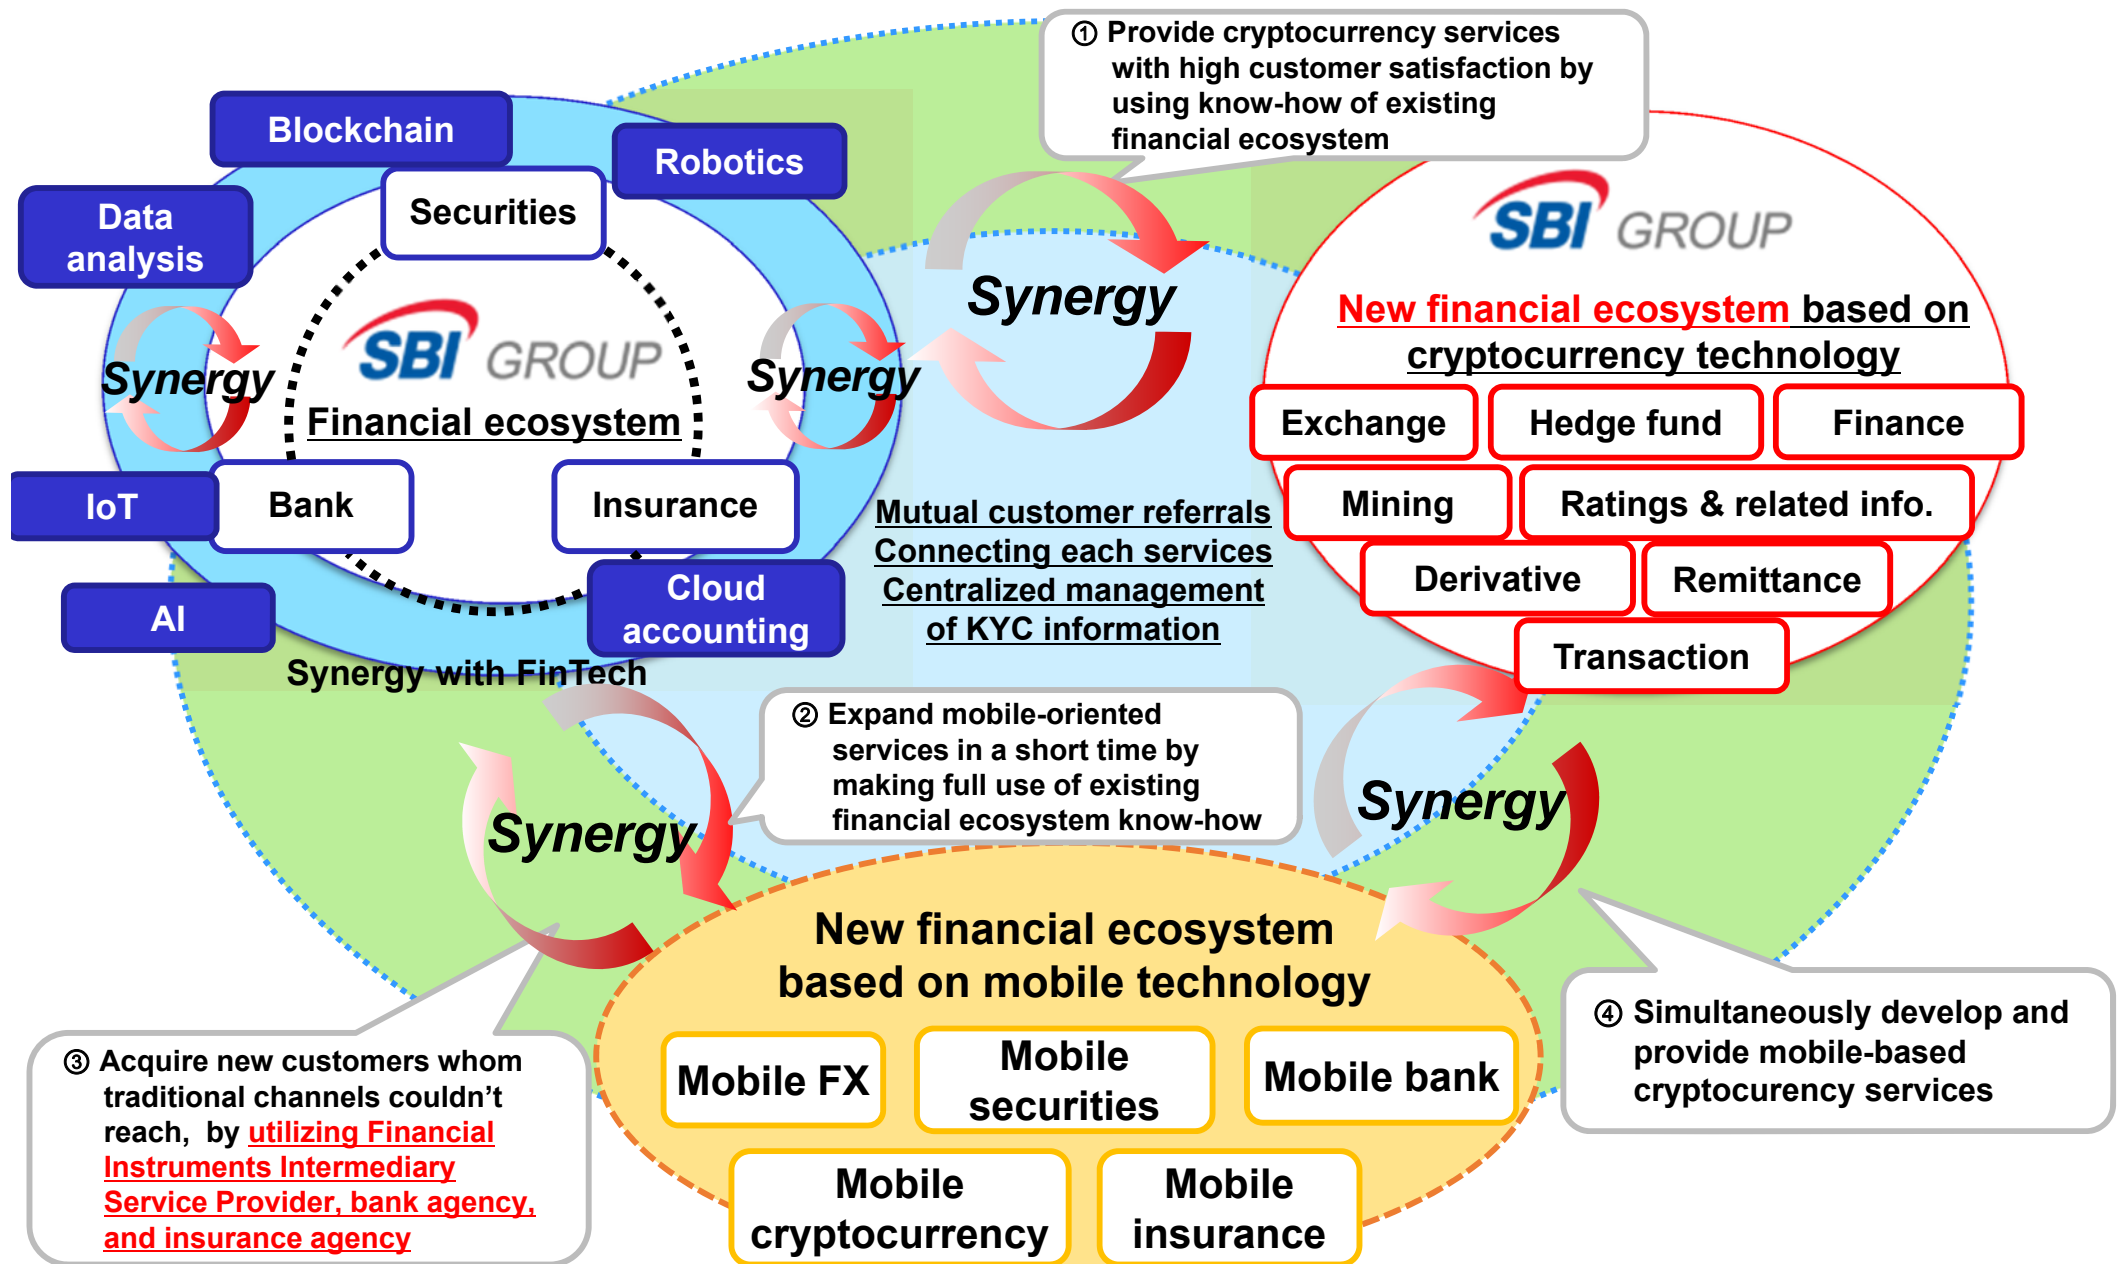 ① Provide cryptocurrency services
with high customer satisfaction by
using know-how of existing
financial ecosystem
Blockchain
Robotics
Data
analysis
Securities
Synergy
SBI GROUP
Financial ecosystem
Synergy
Bank
Insurance
IoT
AI
Cloud
accounting
Synergy with FinTech
Synergy
Mutual customer referrals
Connecting each services
Centralized management
of KYC information
SBI GROUP
New financial ecosystem based on
cryptocurrency technology
Exchange
Hedge fund
Finance
Mining
Ratings & related info.
Derivative
Remittance
Transaction
② Expand mobile-oriented
services in a short time by
making full use of existing
financial ecosystem know-how
Synergy
Synergy
New financial ecosystem
based on mobile technology
Mobile FX
Mobile
securities
Mobile bank
Mobile
cryptocurrency
Mobile
insurance
③ Acquire new customers whom
traditional channels couldn’t
reach, by utilizing Financial
Instruments Intermediary
Service Provider, bank agency,
and insurance agency
④ Simultaneously develop and
provide mobile-based
cryptocurency services